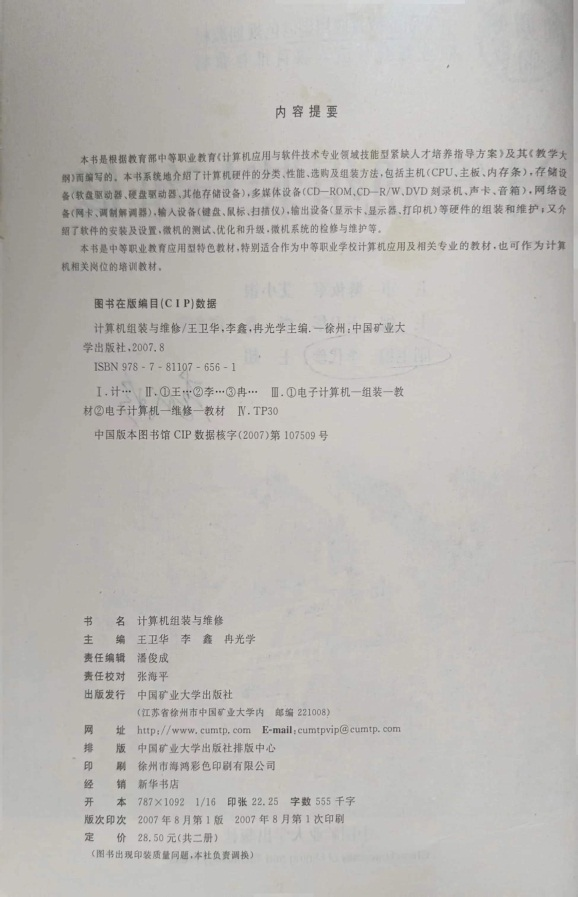 内容提要
本书是根据教育部中等职业教育《计算机应用与软件技术专业领域技能型紧缺人才培养指导方案》及其《教学大
纲》而编写的。本书系统地介绍了计算机硬件的分类、性能、选购及组装方法,包括主机(CPU、主板、内存条),存储设
备(软盘驱动器、硬盘驱动器、其他存储设备),多媒体设备(CD—ROM、CD—R/W、DVD刻录机、声卡、音箱),网络设
备(网卡、调制解调器),输入设备(键盘、鼠标、扫描仪),输出设备(显示卡、显示器、打印机)等硬件的组装和维护;又介
绍了软件的安装及设置,微机的测试、优化和升级,微机系统的检修与维护等。
本书是中等职业教育应用型特色教材,特别适合作为中等职业学校计算机应用及相关专业的教材,也可作为计算
机相关岗位的培训教材。
图书在版编目(CIP)数据
计算机组装与维修/王卫华,李鑫,冉光学主编.—徐州:中国矿业大
学出版社,2007.8
ISBN 978-7-81107-656-1
Ⅰ.计… Ⅱ.①王…②李…③冉… Ⅲ.①电子计算机—组装—教
材②电子计算机—维修—教材 Ⅳ.TP30
中国版本图书馆CIP数据核字(2007)第107509号
书 名 计算机组装与维修
主 编 王卫华 李 鑫 冉光学
责任编辑 潘俊成
责任校对 张海平
出版发行 中国矿业大学出版社
(江苏省徐州市中国矿业大学内 邮编 221008)
网 址 http://www.cumtp.com E-mail:cumtpvip@cumtp.com
排 版 中国矿业大学出版社排版中心
印 刷 徐州市海鸿彩色印刷有限公司
经 销 新华书店
开 本 787×1092 1/16 印张 22.25 字数 555千字
版次印次 2007年8月第1版 2007年8月第1次印刷
定 价 28.50元(共二册)
(图书出现印装质量问题,本社负责调换)